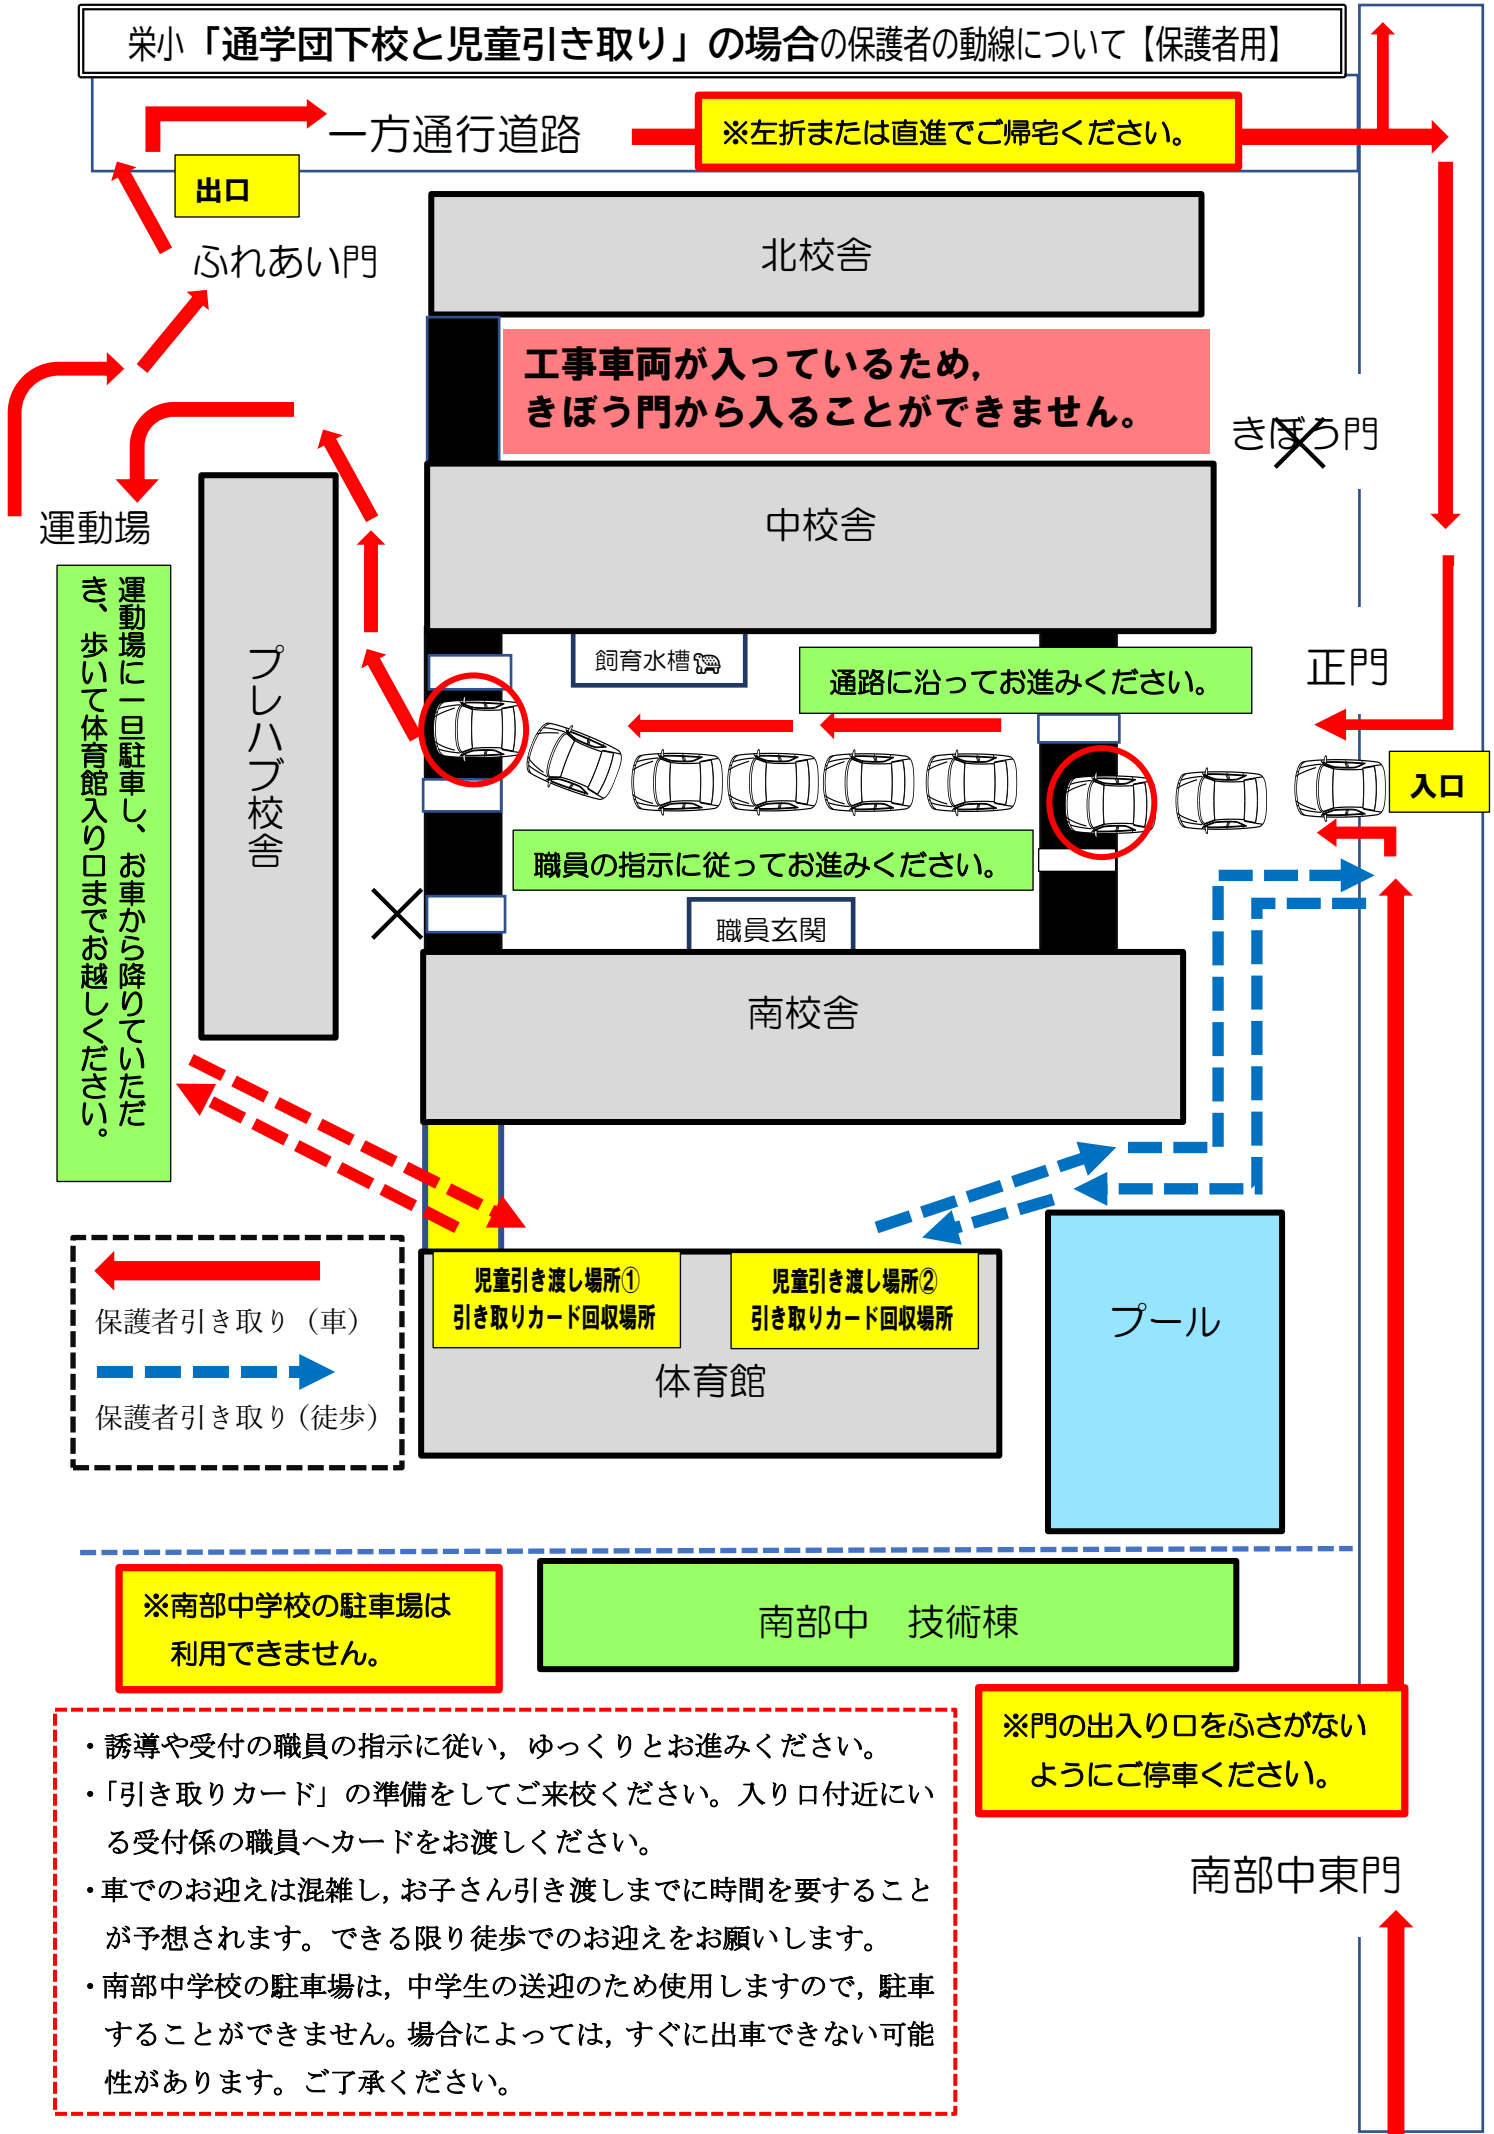 栄小「通学団下校と児童引き取り」の場合の保護者の動線について【保護者用】
一方通行道路
※左折または直進でご帰宅ください。
出口
ふれあい門
北校舎
工事車両が入っているため,
きぼう門から入ることができません。
きぼう門
中校舎
運動場
運動場に一旦駐車し、お車から降りていただ
き、歩いて体育館入り口までお越しください。
プレハブ校舎
飼育水槽
通路に沿ってお進みください。
正門
入口
職員の指示に従ってお進みください。
職員玄関
南校舎
児童引き渡し場所①
引き取りカード回収場所
児童引き渡し場所②
引き取りカード回収場所
体育館
プール
保護者引き取り（車）
保護者引き取り（徒歩）
※南部中学校の駐車場は
利用できません。
南部中　技術棟
※門の出入り口をふさがない
ようにご停車ください。
・誘導や受付の職員の指示に従い，ゆっくりとお進みください。
・「引き取りカード」の準備をしてご来校ください。入り口付近にい
る受付係の職員へカードをお渡しください。
・車でのお迎えは混雑し，お子さん引き渡しまでに時間を要すること
が予想されます。できる限り徒歩でのお迎えをお願いします。
・南部中学校の駐車場は，中学生の送迎のため使用しますので，駐車
することができません。場合によっては，すぐに出車できない可能
性があります。ご了承ください。
南部中東門